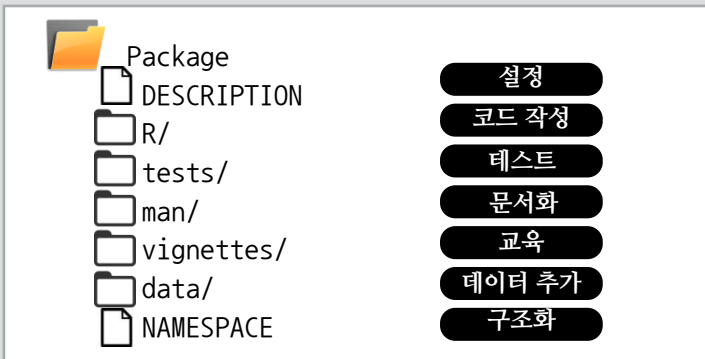 Package
DESCRIPTION 설정
R/ 코드 작성
tests/ 테스트
man/ 문서화
vignettes/ 교육
data/ 데이터 추가
NAMESPACE 구조화